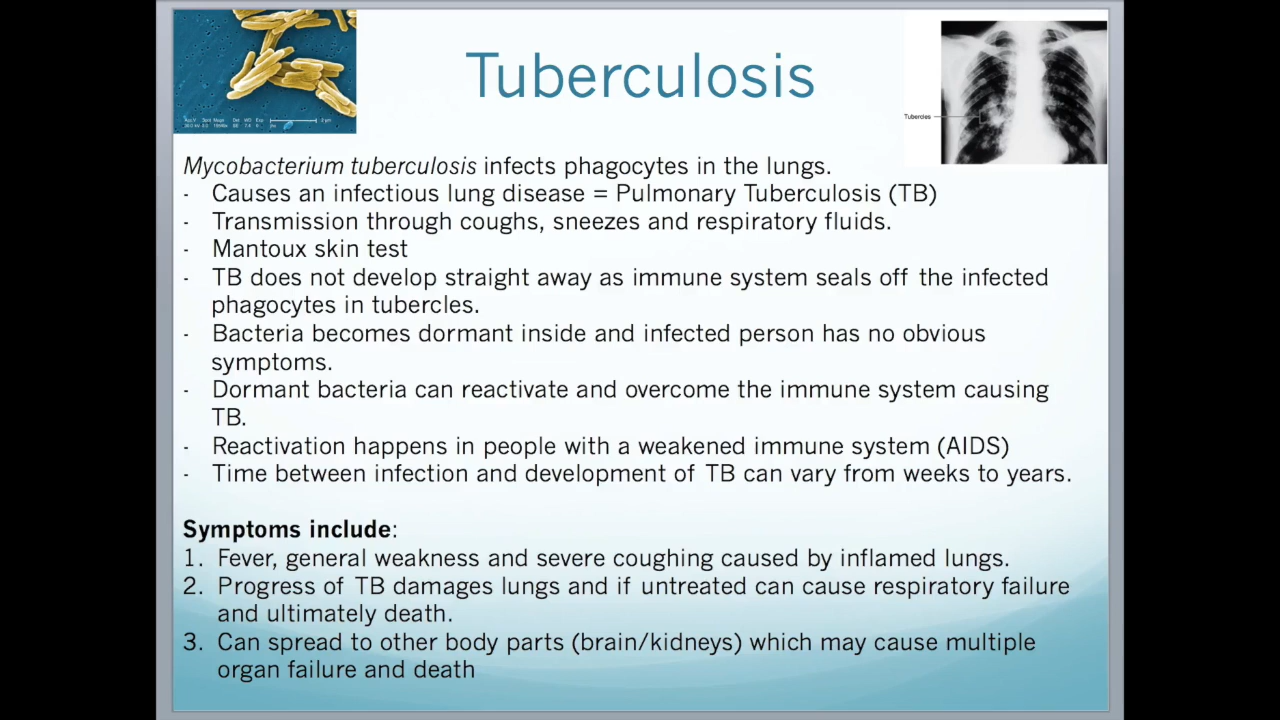 Tuberculosis
Tubercles
Mycobacterium tuberculosis infects phagocytes in the lungs.
- Causes an infectious lung disease = Pulmonary Tuberculosis (TB)
- Transmission through coughs, sneezes and respiratory fluids.
- Mantoux skin test
- TB does not develop straight away as immune system seals off the infected
phagocytes in tubercles.
- Bacteria becomes dormant inside and infected person has no obvious
symptoms.
- Dormant bacteria can reactivate and overcome the immune system causing
TB.
- Reactivation happens in people with a weakened immune system (AIDS)
- Time between infection and development of TB can vary from weeks to years.
Symptoms include:
1. Fever, general weakness and severe coughing caused by inflamed lungs.
2. Progress of TB damages lungs and if untreated can cause respiratory failure
and ultimately death.
3. Can spread to other body parts (brain/kidneys) which may cause multiple
organ failure and death